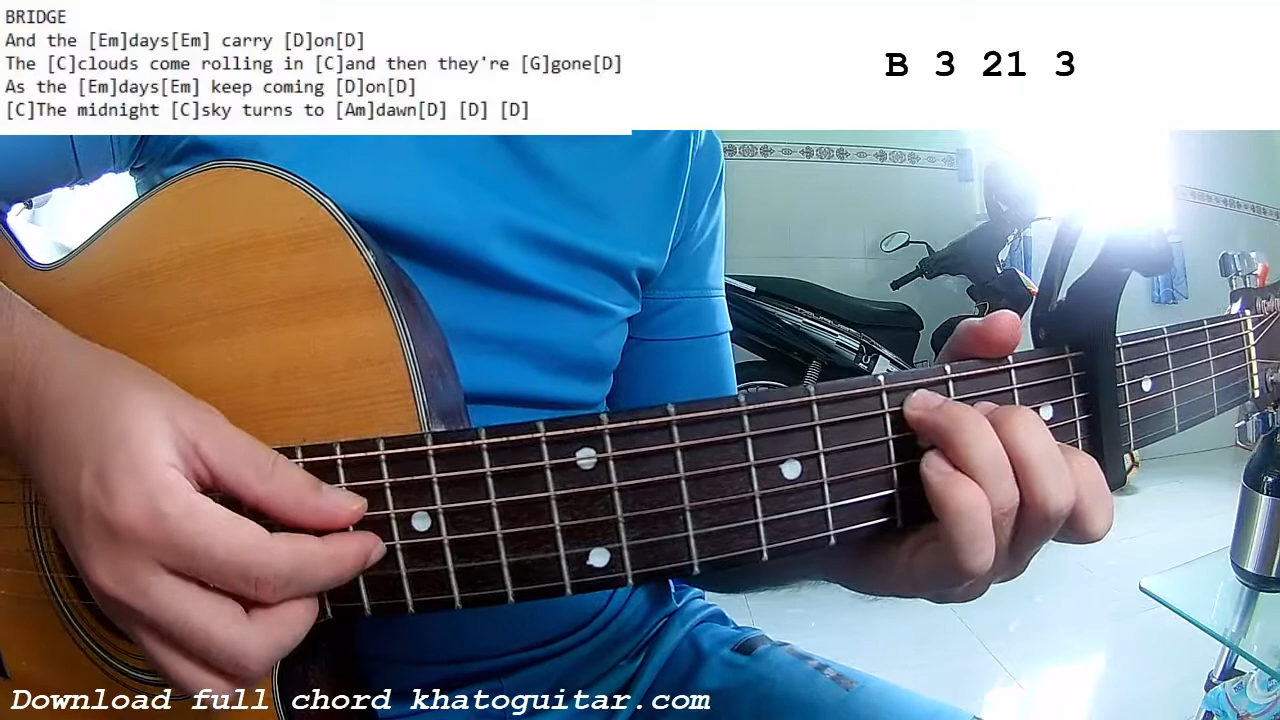 BRIDGE
And the [Em]days[Em] carry [D]on[D]
The [C]clouds come rolling in [C]and then they're [G]gone[D]
As the [Em]days[Em] keep coming [D]on[D]
[C]The midnight [C]sky turns to [Am]dawn[D] [D] [D]
B 3 21 3
Download full chord khatoguitar.com